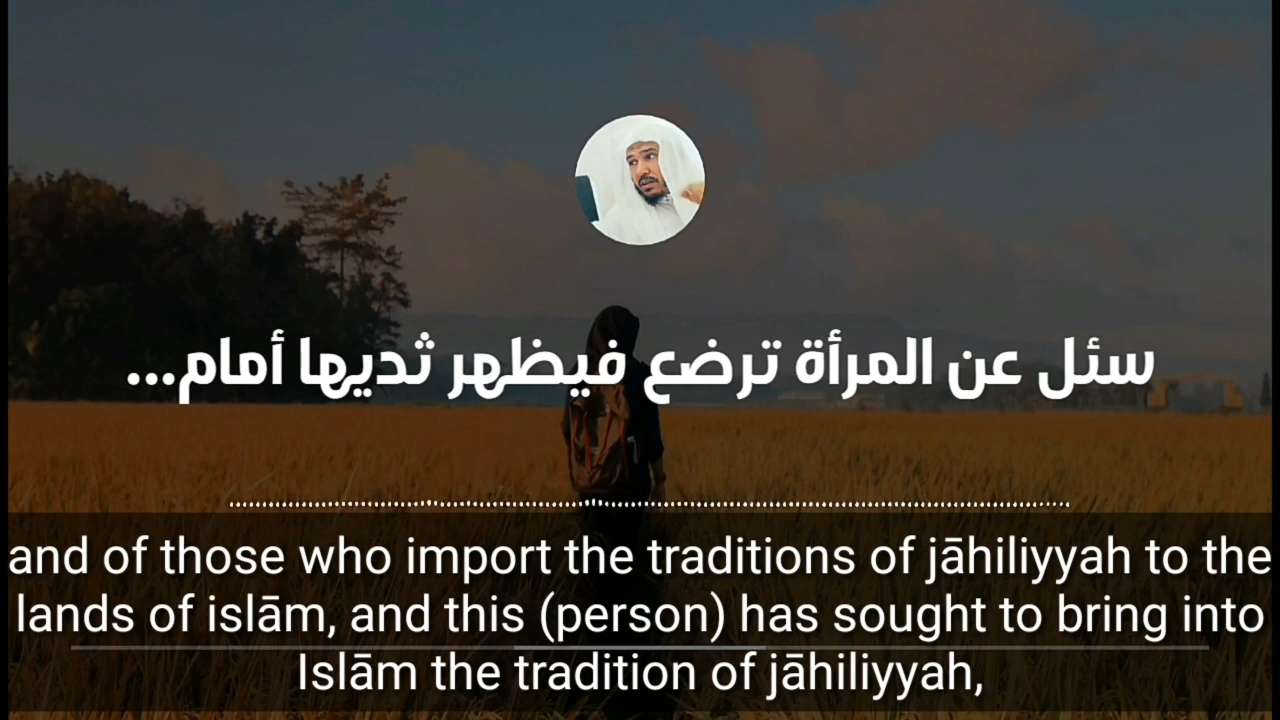 سئل عن المرأة ترضع فيظهر ثديها أمام...
and of those who import the traditions of jāhiliyyah to the
lands of islām, and this (person) has sought to bring into
Islām the tradition of jāhiliyyah,